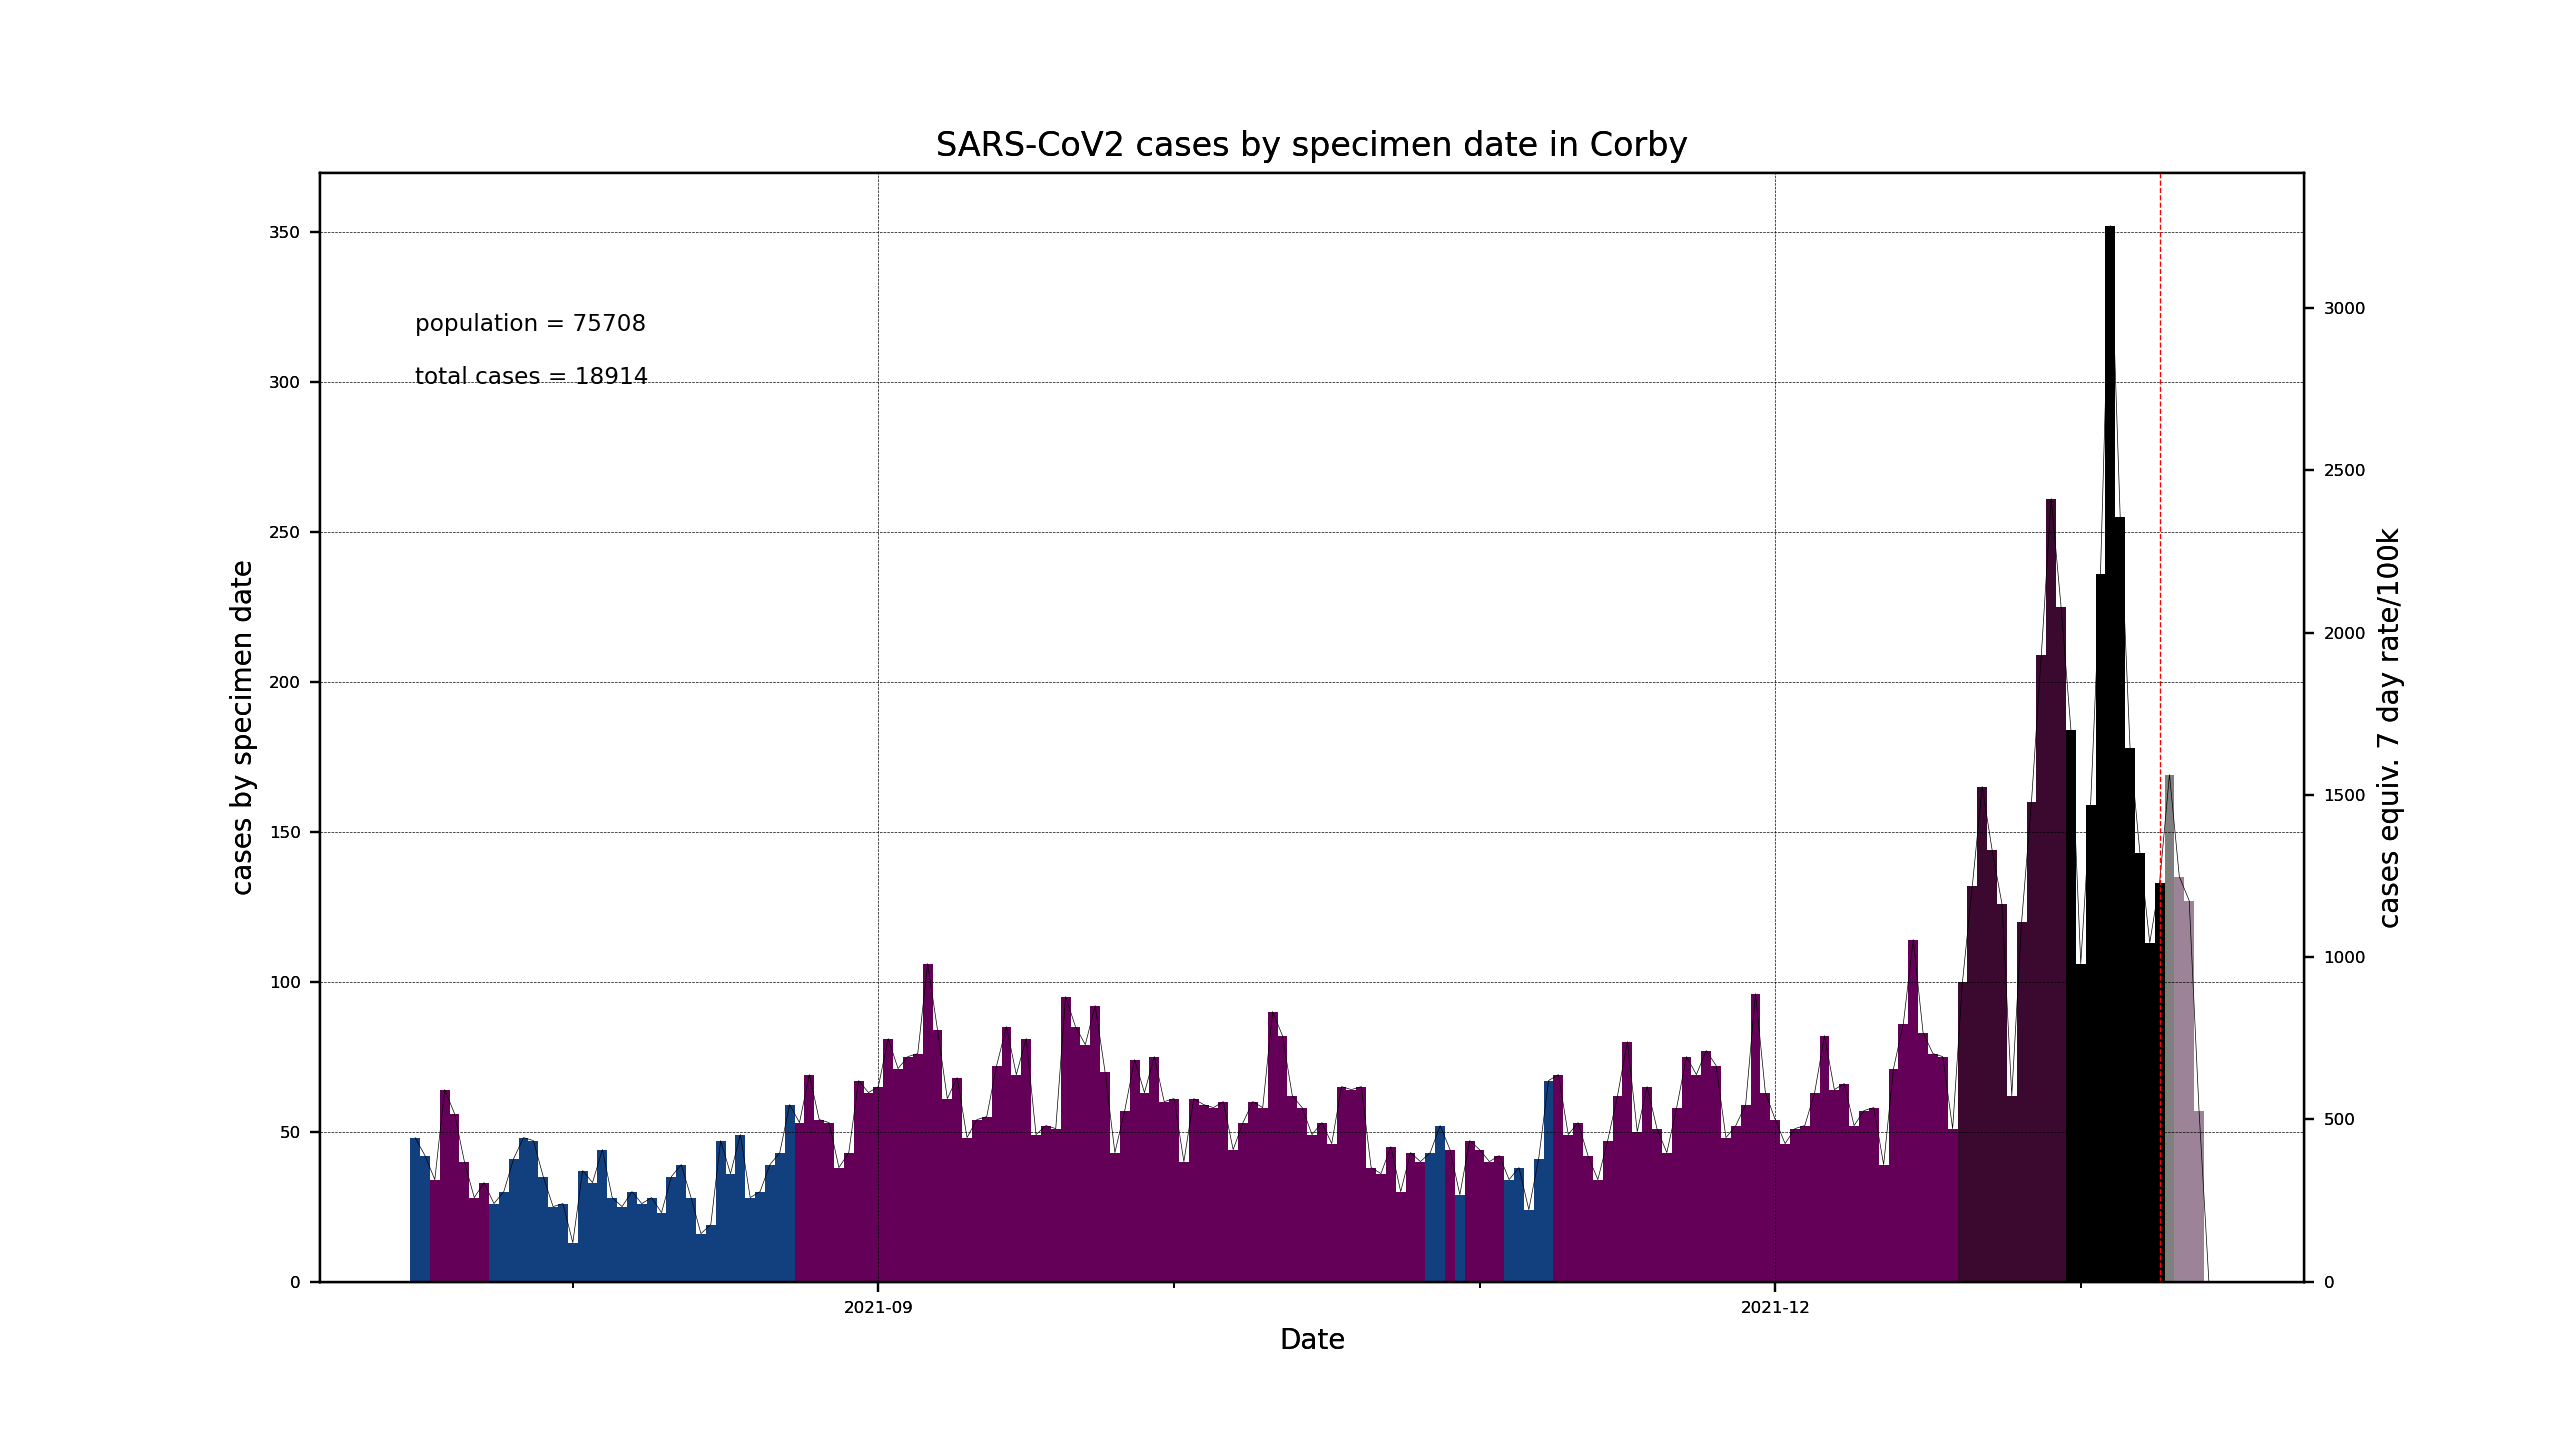 SARS-CoV2 cases by specimen date in Corby
population = 75708
total cases = 18914
cases by specimen date
350
300
250
200
150
100
50
0
3000
2500
2000
1500
1000
500
0
cases equiv. 7 day rate/100k
2021-09
2021-12
Date